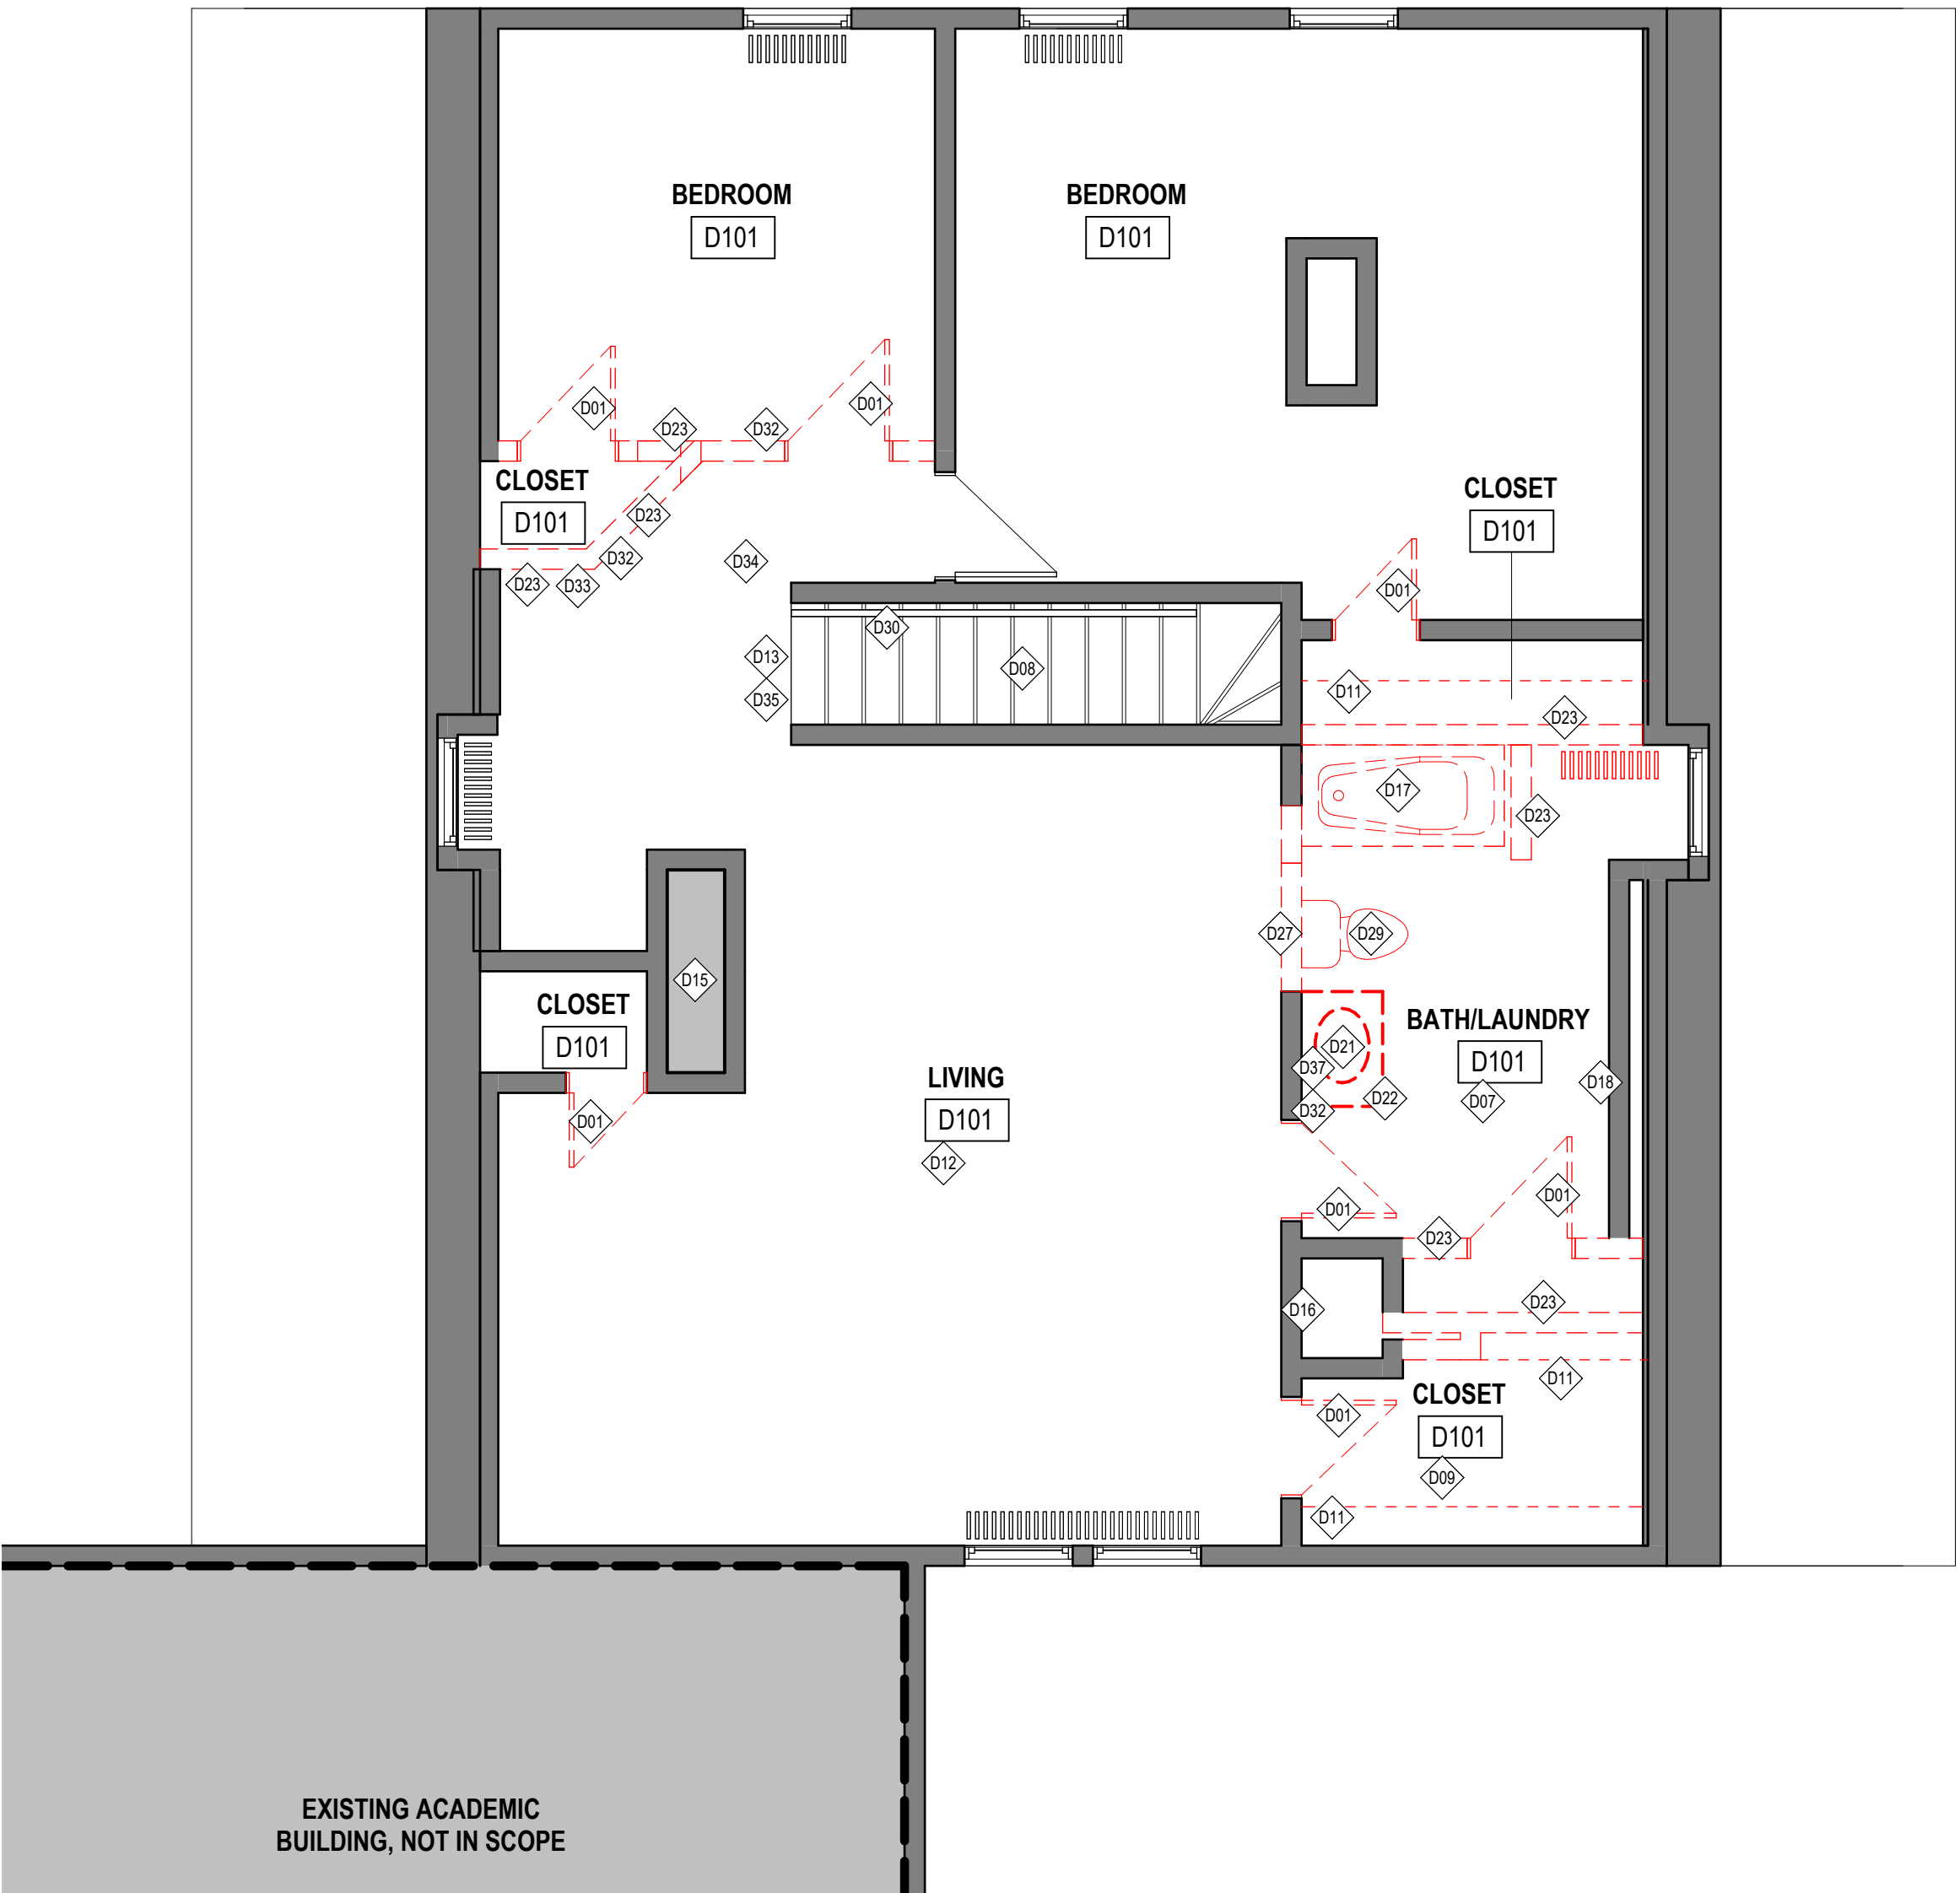 BEDROOM
D101
BEDROOM
D101
D01
D01
D23
D32
CLOSET
D101
D23
D32
D23
D33
D34
CLOSET
D101
D01
D30
D13
D08
D35
D11
D23
D17
D23
D27
D29
D15
CLOSET
D101
D01
LIVING
D101
D12
D21
D37
D22
D32
BATH/LAUNDRY
D101
D07
D18
D01
D01
D23
D16
D23
D11
D01
CLOSET
D101
D09
D11
EXISTING ACADEMIC
BUILDING, NOT IN SCOPE